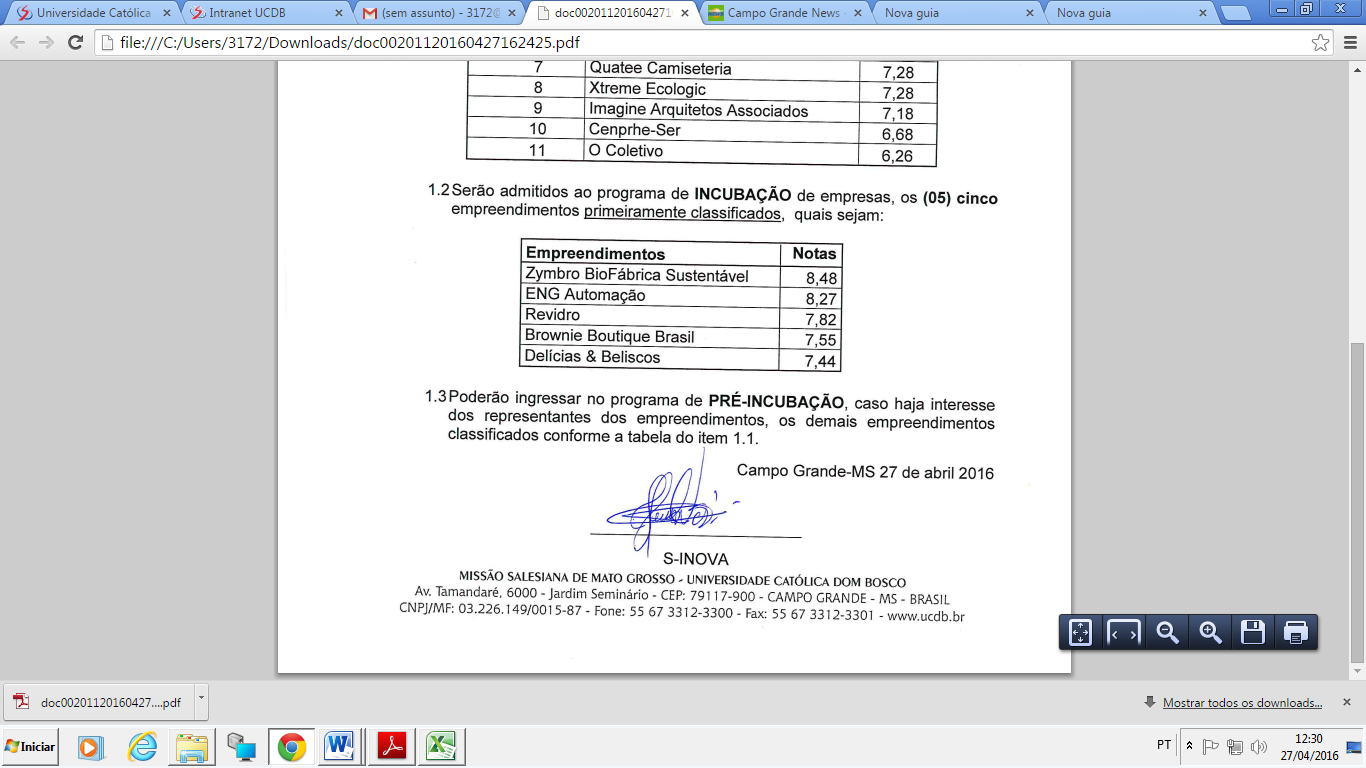 Universidade Católica
Intranet UCDB
(sem assunto) - 3172@
doc002011201604271
Campo Grande News
Nova guia
Nova guia
file:///C:/Users/3172/Downloads/doc00201120160427162425.pdf
7 Quatee Camiseteria 7,28
8 Xtreme Ecologic 7,28
9 Imagine Arquitetos Associados 7,18
10 Cenprhe-Ser 6,68
11 O Coletivo 6,26
1.2 Serão admitidos ao programa de INCUBAÇÃO de empresas, os (05) cinco
empreendimentos primeiramente classificados, quais sejam:
Empreendimentos Notas
Zymbro BioFábrica Sustentável 8,48
ENG Automação 8,27
Revidro 7,82
Brownie Boutique Brasil 7,55
Delícias & Beliscos 7,44
1.3 Poderão ingressar no programa de PRÉ-INCUBAÇÃO, caso haja interesse
dos representantes dos empreendimentos, os demais empreendimentos
classificados conforme a tabela do item 1.1.
Campo Grande-MS 27 de abril 2016
S-INOVA
MISSÃO SALESIANA DE MATO GROSSO - UNIVERSIDADE CATÓLICA DOM BOSCO
Av. Tamandaré, 6000 - Jardim Seminário - CEP: 79117-900 - CAMPO GRANDE - MS - BRASIL
CNPJ/MF: 03.226.149/0015-87 - Fone: 55 67 3312-3300 - Fax: 55 67 3312-3301 - www.ucdb.br
doc00201120160427....pdf
Mostrar todos os downloads...
Iniciar
PT
12:30
27/04/2016